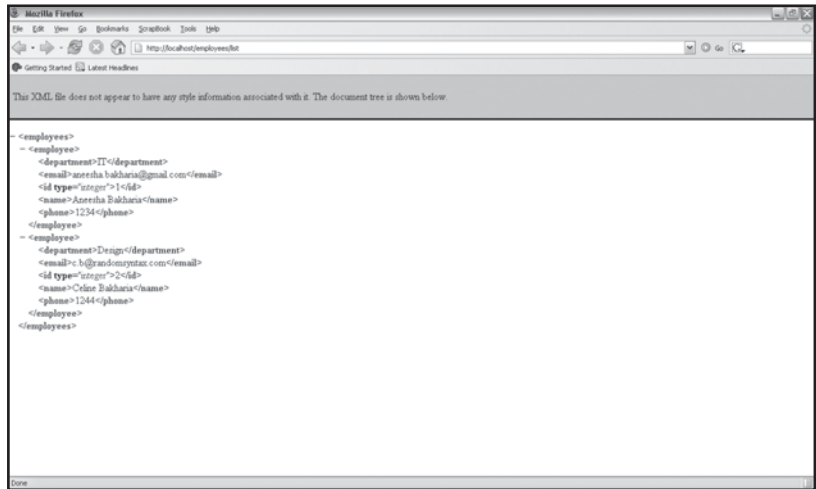 Mozilla Firefox
File Edit View Go Bookmarks ScrapBook Tools Help
http://localhost/employees/list
Getting Started Latest Headlines
This XML file does not appear to have any style information associated with it. The document tree is shown below.
− <employees>
− <employee>
<department>IT</department>
<email>aneesha.bakharia@gmail.com</email>
<id type="integer">1</id>
<name>Aneesha Bakharia</name>
<phone>1234</phone>
</employee>
− <employee>
<department>Design</department>
<email>c.b@randomsyntax.com</email>
<id type="integer">2</id>
<name>Celine Bakharia</name>
<phone>1244</phone>
</employee>
</employees>
Done